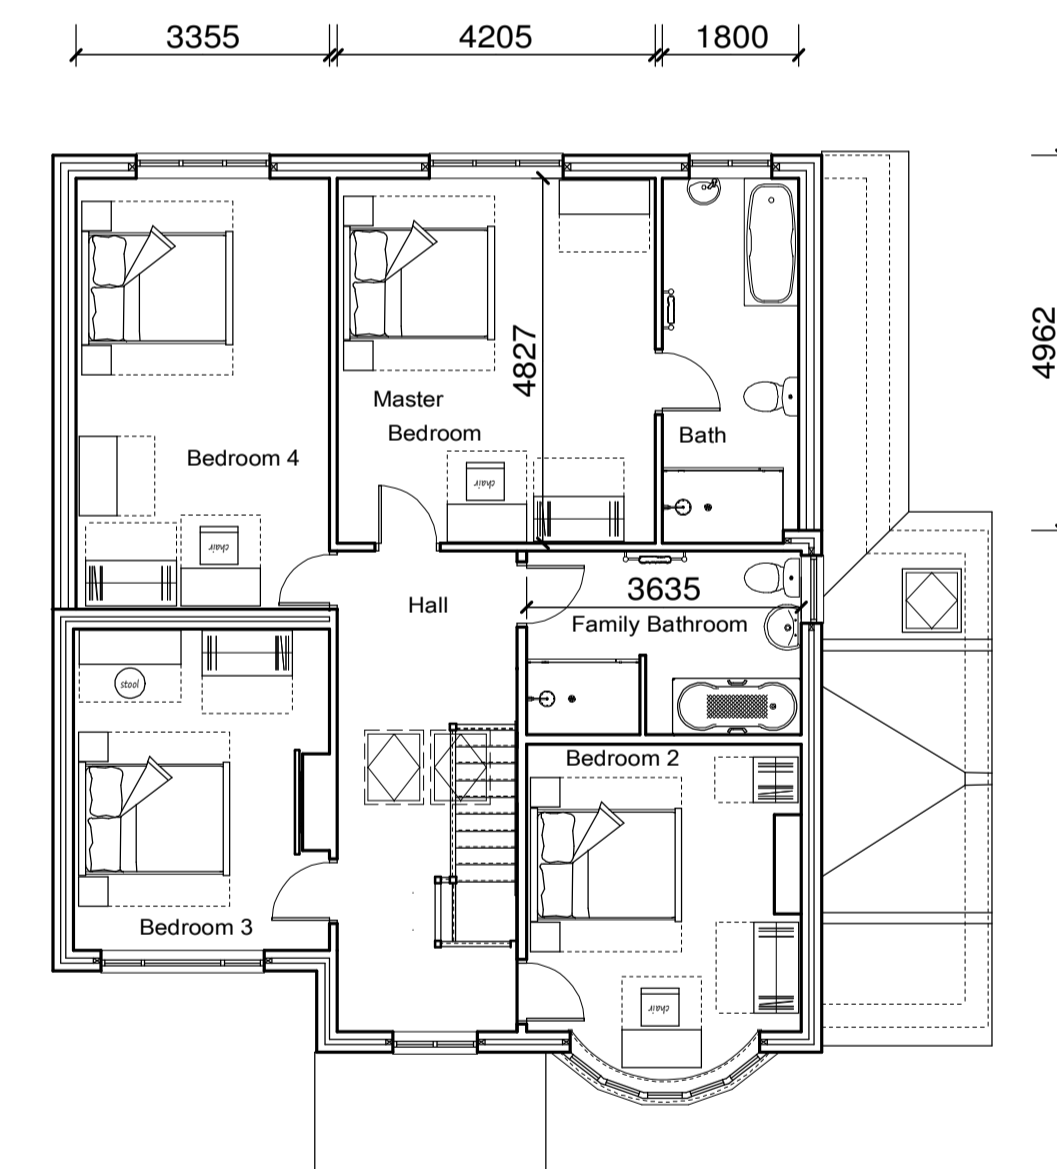 3355
4205
1800
4962
4827
Master
Bedroom
Bedroom 4
Bath
chair
chair
Hall
3635
Family Bathroom
stool
Bedroom 2
Bedroom 3
chair